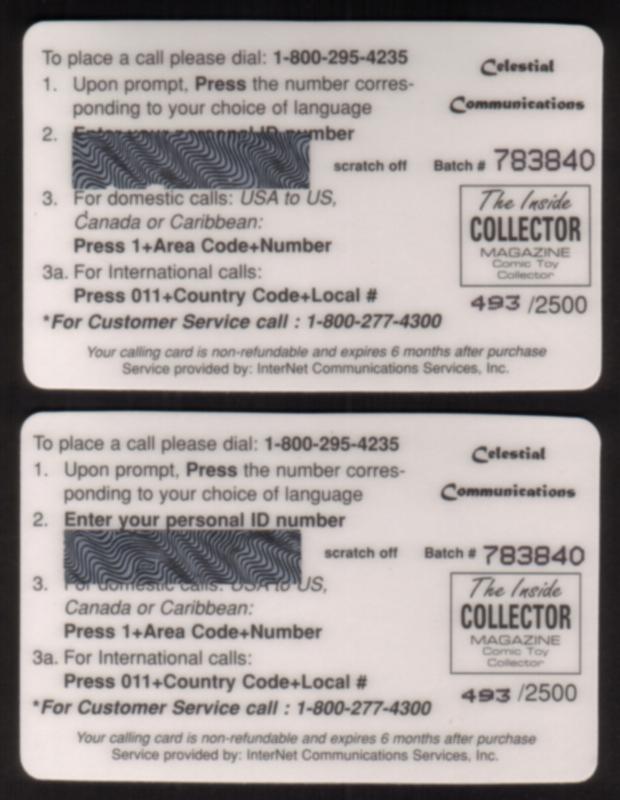 To place a call please dial: 1-800-295-4235
1. Upon prompt, Press the number corres-
ponding to your choice of language
2. Enter your personal ID number
scratch off
3. For domestic calls: USA to US,
Canada or Caribbean:
Press 1+Area Code+Number
3a. For International calls:
Press 011+Country Code+Local #
*For Customer Service call : 1-800-277-4300
Celestial
Communications
Batch # 783840
The Inside
COLLECTOR
MAGAZINE
Comic Toy
Collector
493 /2500
Your calling card is non-refundable and expires 6 months after purchase
Service provided by: InterNet Communications Services, Inc.
To place a call please dial: 1-800-295-4235
1. Upon prompt, Press the number corres-
ponding to your choice of language
2. Enter your personal ID number
scratch off
3. For domestic calls: USA to US,
Canada or Caribbean:
Press 1+Area Code+Number
3a. For International calls:
Press 011+Country Code+Local #
*For Customer Service call : 1-800-277-4300
Celestial
Communications
Batch # 783840
The Inside
COLLECTOR
MAGAZINE
Comic Toy
Collector
493 /2500
Your calling card is non-refundable and expires 6 months after purchase
Service provided by: InterNet Communications Services, Inc.